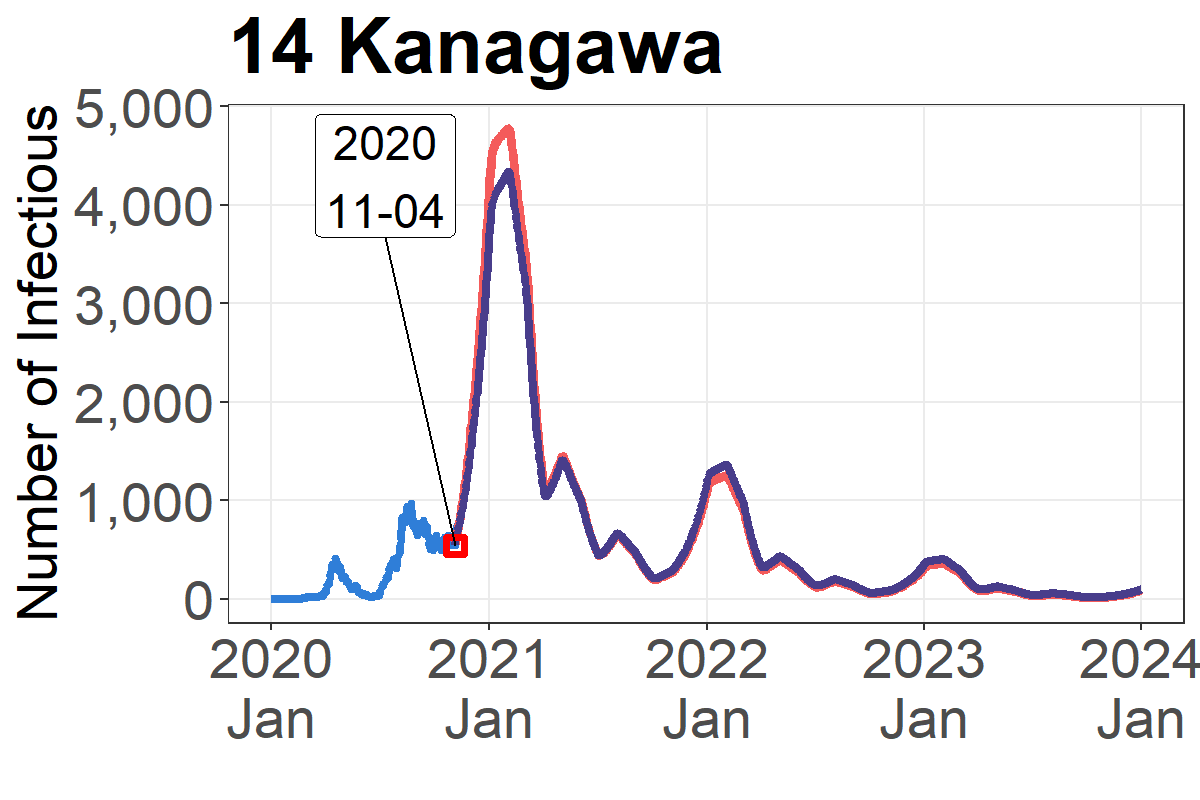 14 Kanagawa
Number of Infectious
5,000
4,000
3,000
2,000
1,000
0
2020
11-04
2020
Jan
2021
Jan
2022
Jan
2023
Jan
2024
Jan